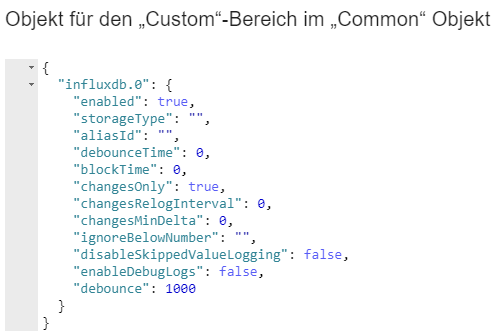 Objekt für den „Custom“-Bereich im „Common“ Objekt
{
"influxdb.0": {
"enabled": true,
"storageType": "",
"aliasId": "",
"debounceTime": 0,
"blockTime": 0,
"changesOnly": true,
"changesRelogInterval": 0,
"changesMinDelta": 0,
"ignoreBelowNumber": "",
"disableSkippedValueLogging": false,
"enableDebugLogs": false,
"debounce": 1000
}
}